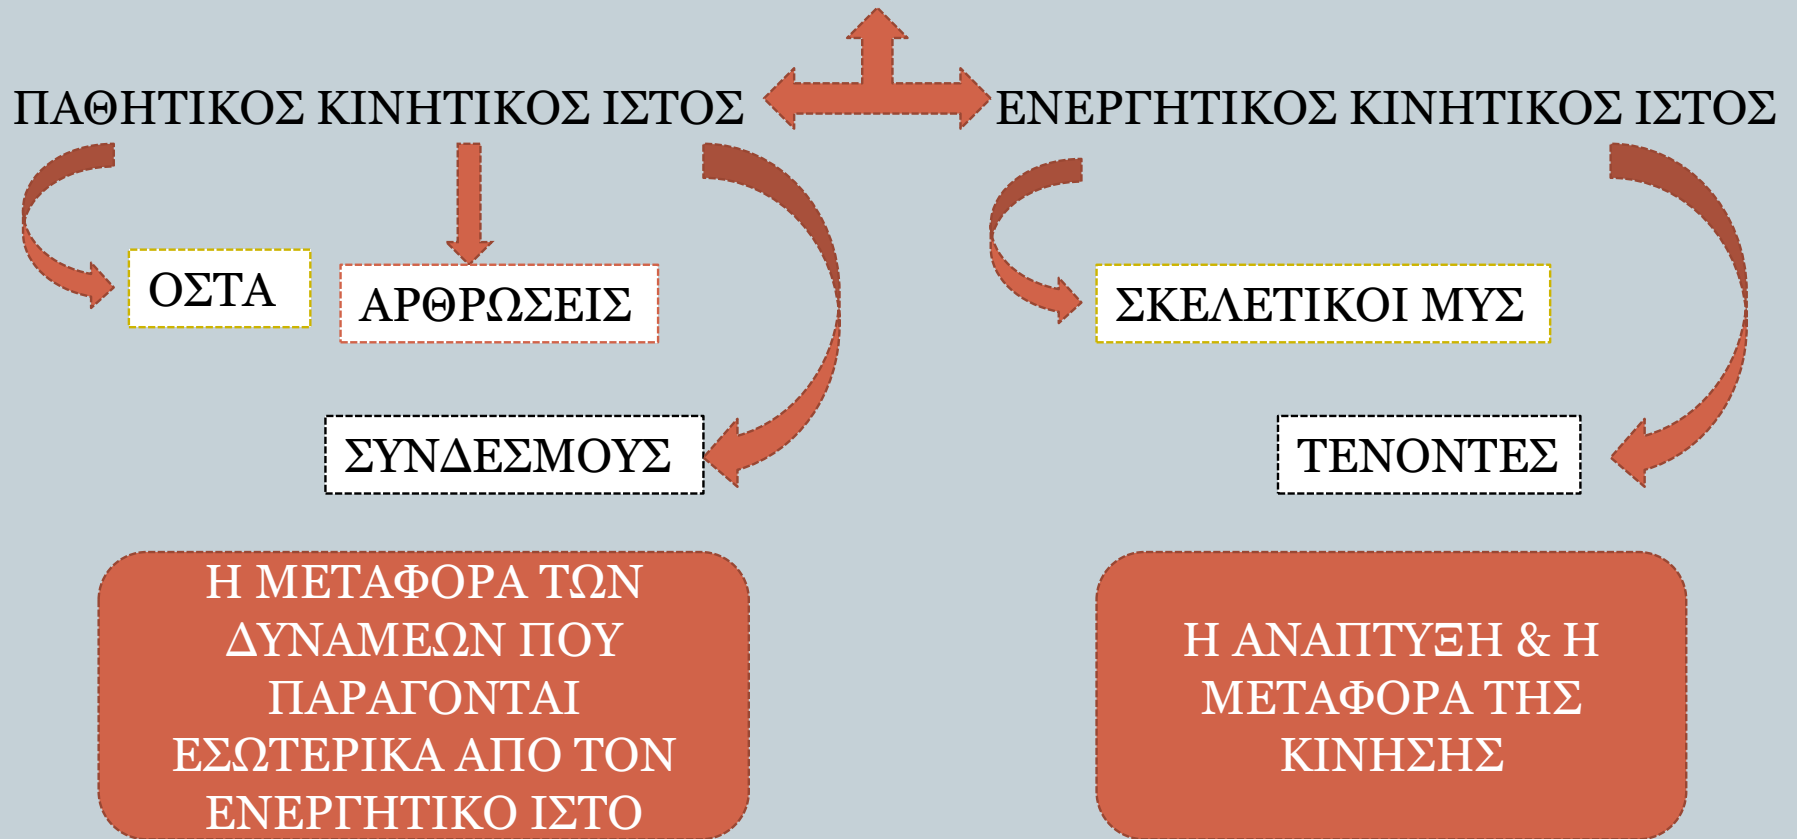 ΠΑΘΗΤΙΚΟΣ ΚΙΝΗΤΙΚΟΣ ΙΣΤΟΣ
ΕΝΕΡΓΗΤΙΚΟΣ ΚΙΝΗΤΙΚΟΣ ΙΣΤΟΣ
ΟΣΤΑ
ΑΡΘΡΩΣΕΙΣ
ΣΚΕΛΕΤΙΚΟΙ ΜΥΣ
ΣΥΝΔΕΣΜΟΥΣ
ΤΕΝΟΝΤΕΣ
Η ΜΕΤΑΦΟΡΑ ΤΩΝ
ΔΥΝΑΜΕΩΝ ΠΟΥ
ΠΑΡΑΓΟΝΤΑΙ
ΕΣΩΤΕΡΙΚΑ ΑΠΟ ΤΟΝ
ΕΝΕΡΓΗΤΙΚΟ ΙΣΤΟ
Η ΑΝΑΠΤΥΞΗ & Η
ΜΕΤΑΦΟΡΑ ΤΗΣ
ΚΙΝΗΣΗΣ